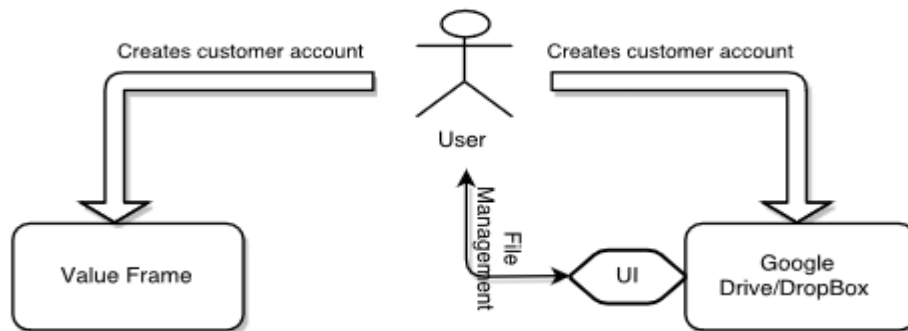 Creates customer account
Creates customer account
User
File
Management
Value Frame
UI
Google
Drive/DropBox